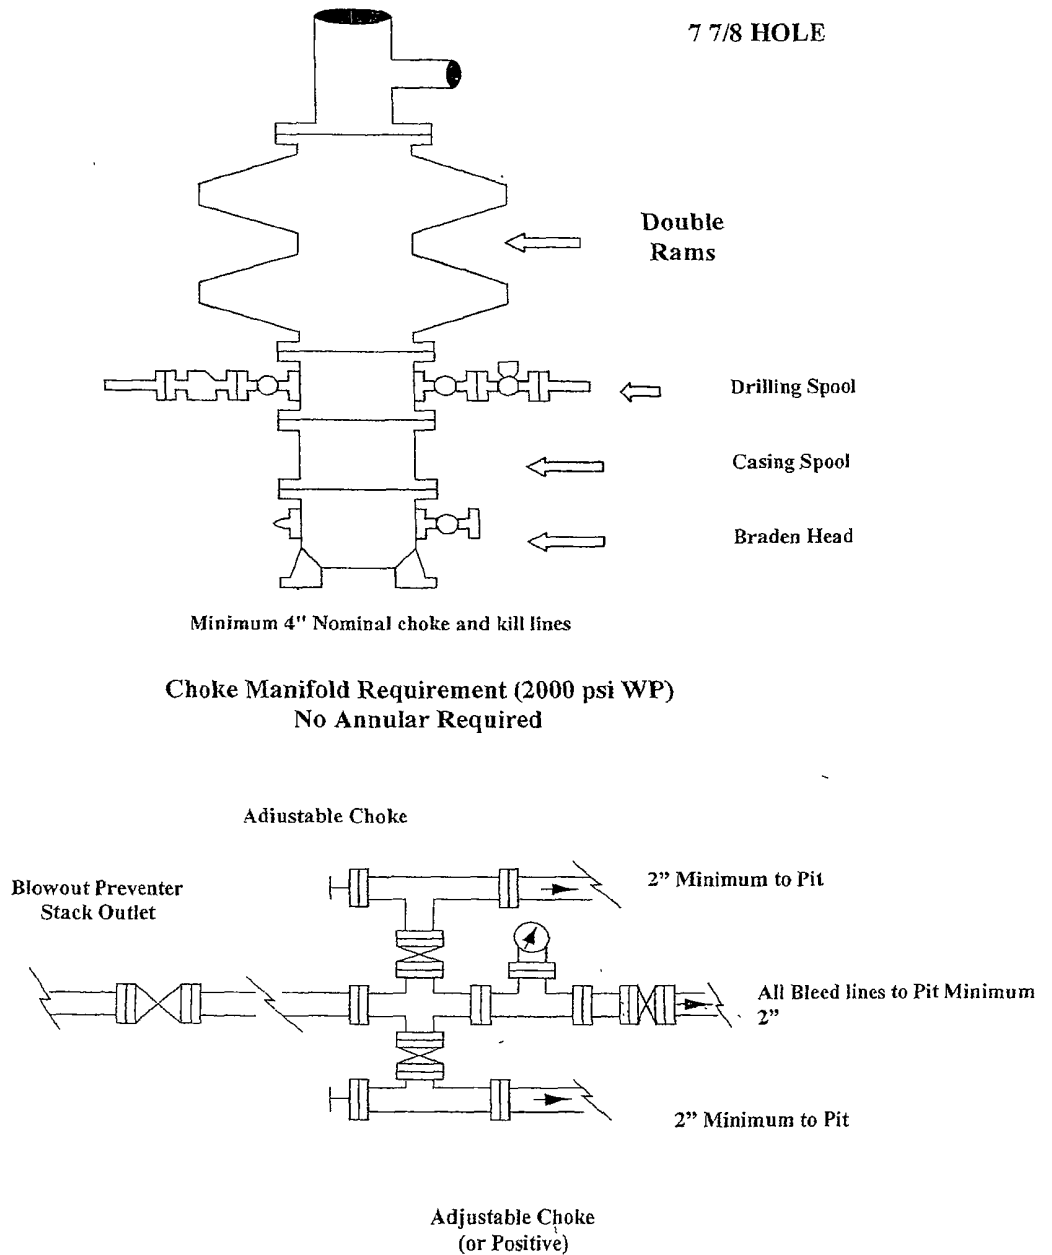 7 7/8 HOLE
Double
Rams
Drilling Spool
Casing Spool
Braden Head
Minimum 4" Nominal choke and kill lines
Choke Manifold Requirement (2000 psi WP)
No Annular Required
Adiustable Choke
Blowout Preventer
Stack Outlet
2” Minimum to Pit
All Bleed lines to Pit Minimum
2”
2” Minimum to Pit
Adjustable Choke
(or Positive)